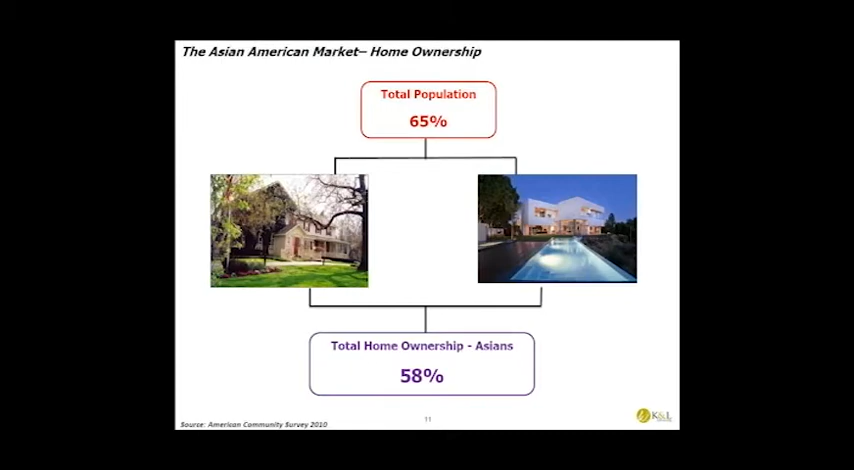 The Asian American Market– Home Ownership
Total Population
65%
Total Home Ownership - Asians
58%
Source: American Community Survey 2010
11
K&L